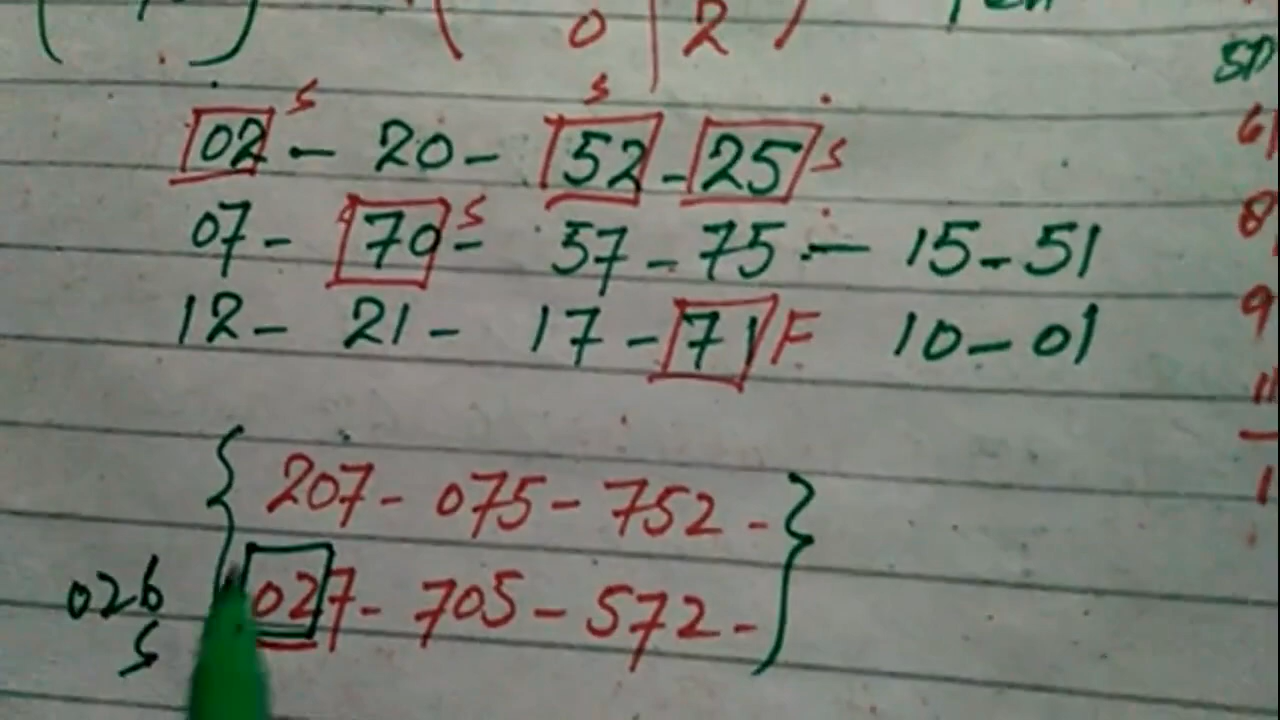 0 | 2
SP
02 s - 20 - 52 s - 25 s
07 - 70 s - 57 - 75 - 15 - 51
12 - 21 - 17 - 71 F 10 - 01
207 - 075 - 752 -
027 - 705 - 572 -
026
s